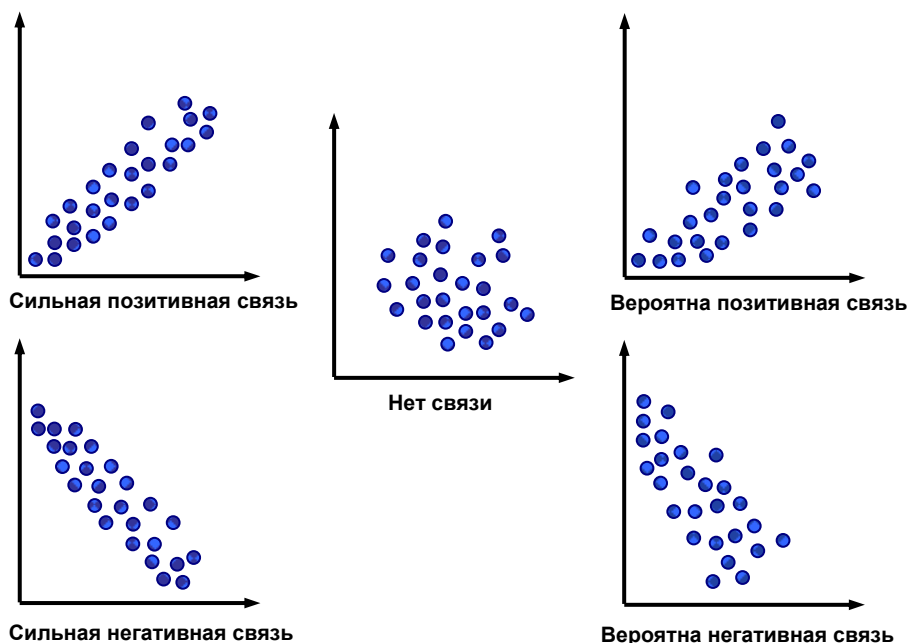 Сильная позитивная связь
Вероятна позитивная связь
Нет связи
Сильная негативная связь
Вероятна негативная связь